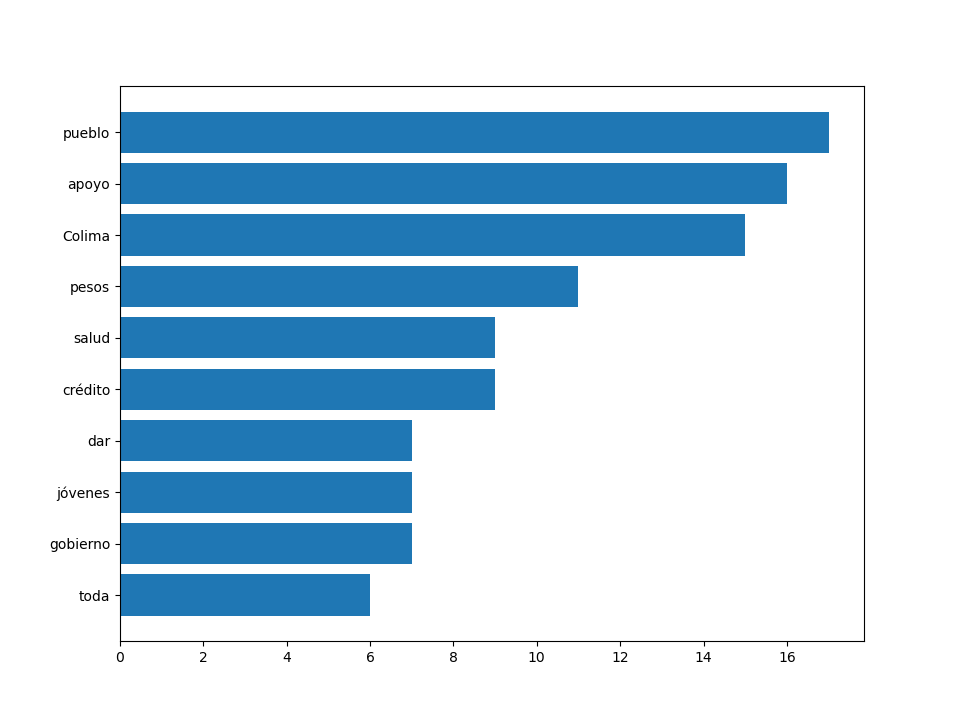 pueblo
apoyo
Colima
pesos
salud
crédito
dar
jóvenes
gobierno
toda
0 2 4 6 8 10 12 14 16